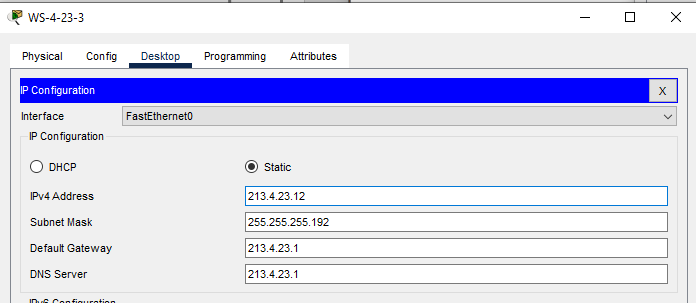 WS-4-23-3
Physical Config Desktop Programming Attributes
IP Configuration X
Interface FastEthernet0
IP Configuration
DHCP Static
IPv4 Address 213.4.23.12
Subnet Mask 255.255.255.192
Default Gateway 213.4.23.1
DNS Server 213.4.23.1
IPv6 Configuration